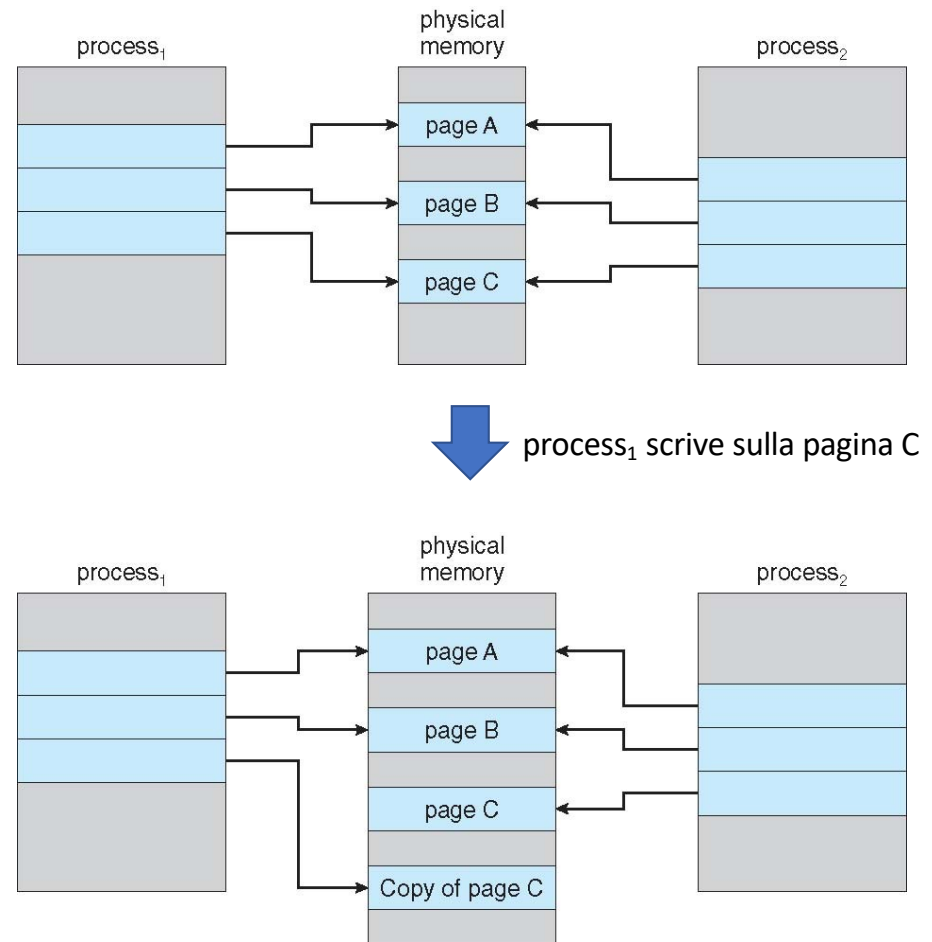 physical
memory
process₁
process₂
page A
page B
page C
process₁ scrive sulla pagina C
physical
memory
process₁
process₂
page A
page B
page C
Copy of page C